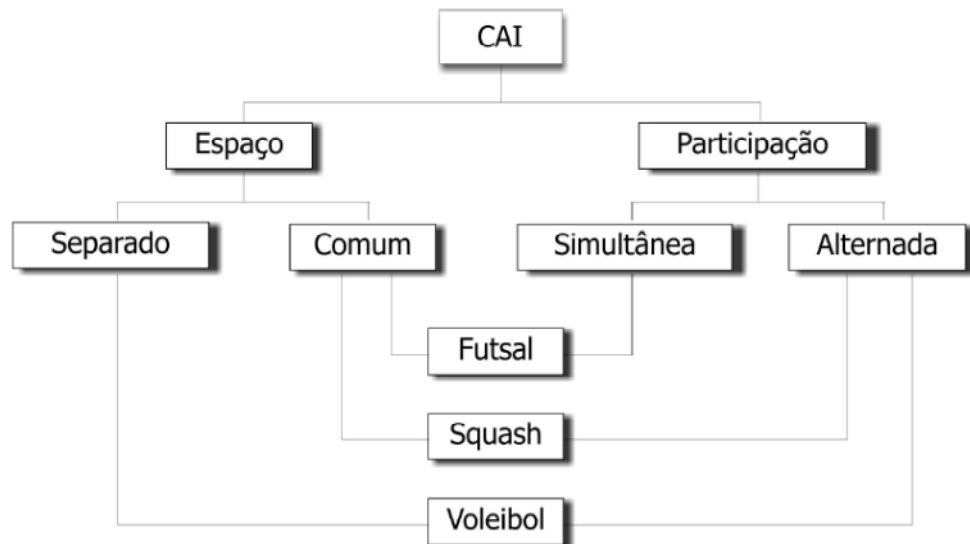 CAI
Espaço
Participação
Separado
Comum
Simultânea
Alternada
Futsal
Squash
Voleibol